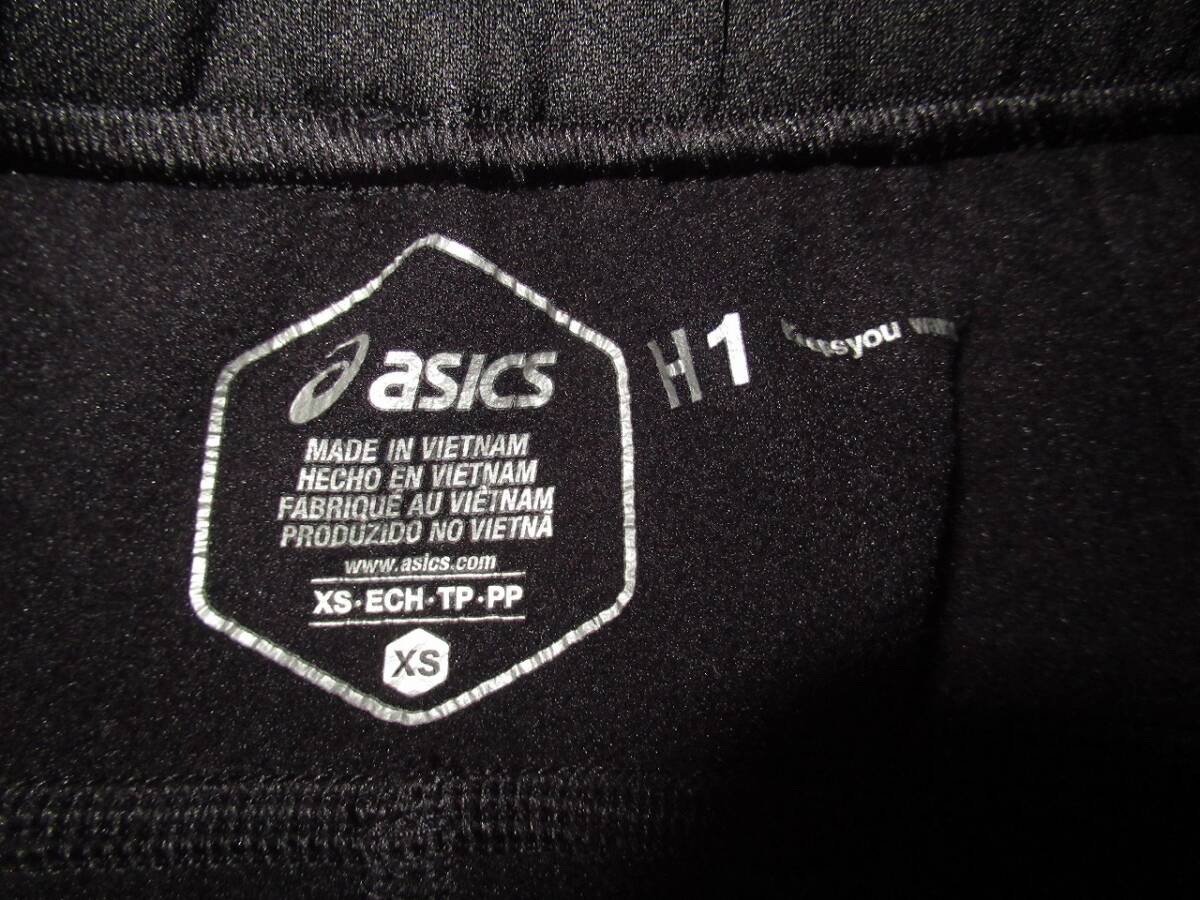 asics
MADE IN VIETNAM
HECHO EN VIETNAM
FABRIQUÉ AU VIÊTNAM
PRODUZIDO NO VIETNÃ
www.asics.com
XS·ECH·TP·PP
XS
H1
you